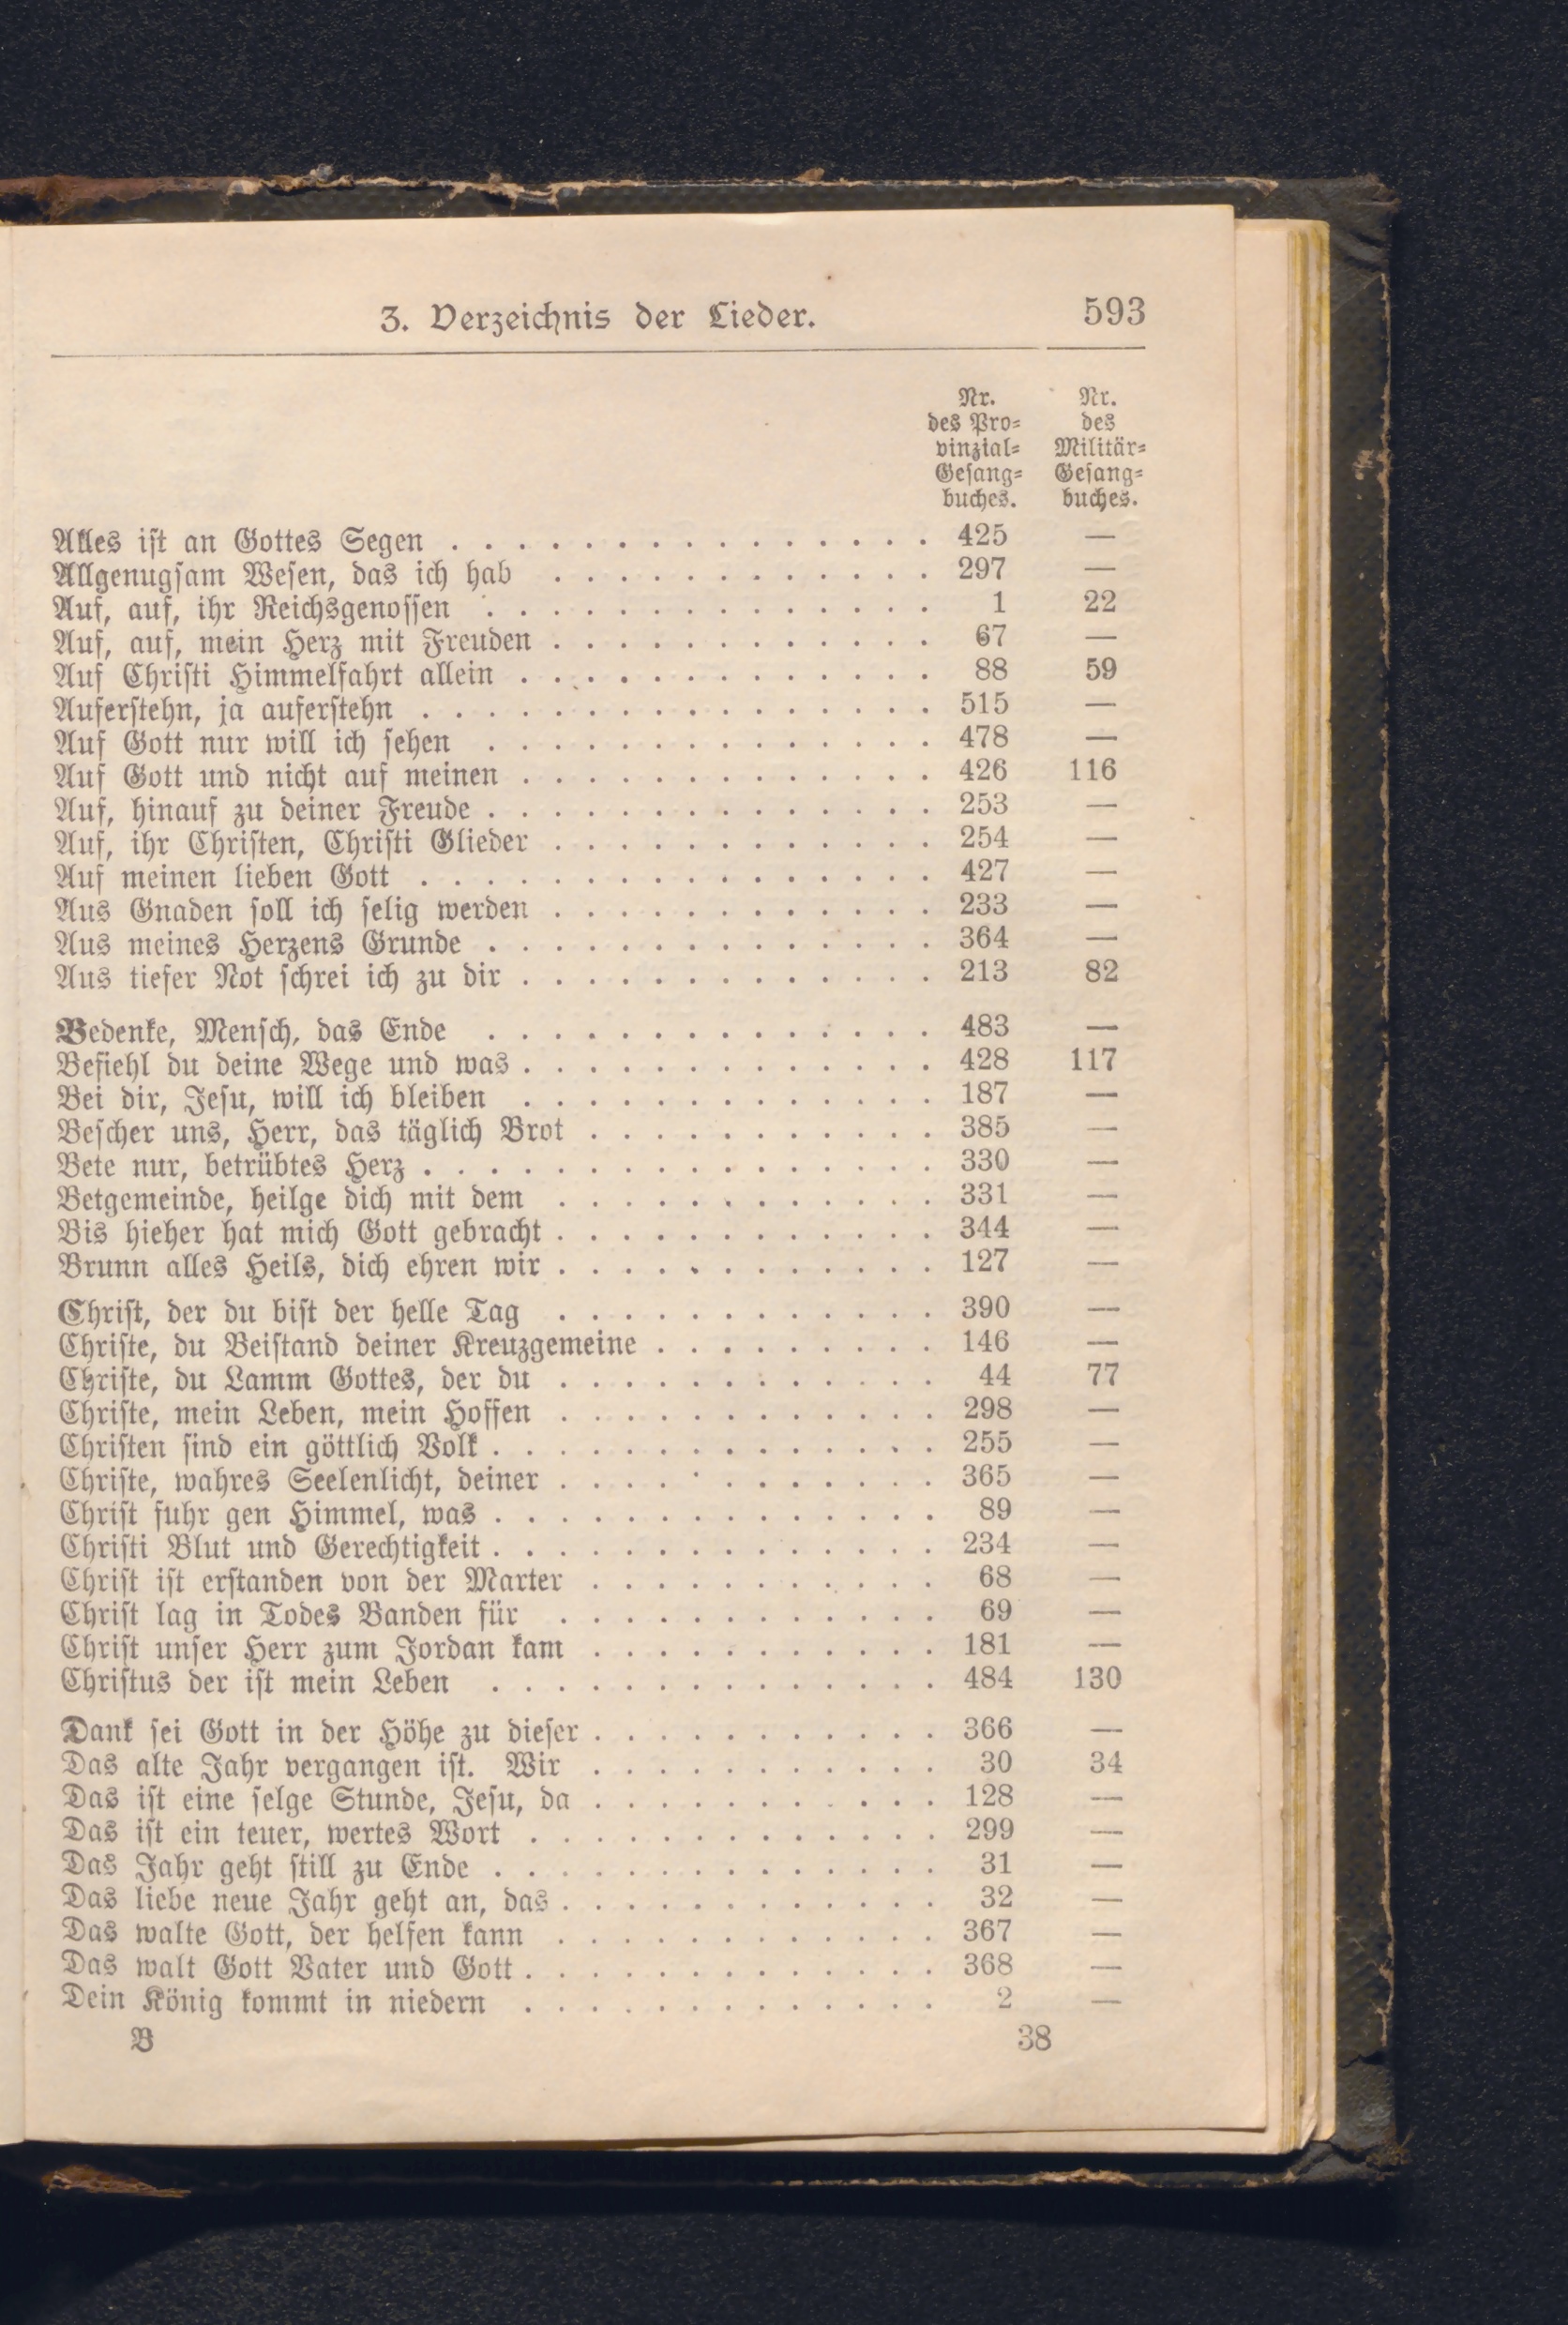 3. Verzeichnis der Lieder. 593
Nr. Nr.
des Pro- des
vinzial- Militär-
Gesang- Gesang-
buches. buches.
Alles ist an Gottes Segen . . . . . . . . . . . . . . . 425 —
Allgenugsam Wesen, das ich hab . . . . . . . . . . . . 297 —
Auf, auf, ihr Reichsgenossen . . . . . . . . . . . . . . 1 22
Auf, auf, mein Herz mit Freuden . . . . . . . . . . . . 67 —
Auf Christi Himmelfahrt allein . . . . . . . . . . . . . 88 59
Auferstehn, ja auferstehn . . . . . . . . . . . . . . . . 515 —
Auf Gott nur will ich sehen . . . . . . . . . . . . . . 478 —
Auf Gott und nicht auf meinen . . . . . . . . . . . . . 426 116
Auf, hinauf zu deiner Freude . . . . . . . . . . . . . . 253 —
Auf, ihr Christen, Christi Glieder . . . . . . . . . . . . 254 —
Auf meinen lieben Gott . . . . . . . . . . . . . . . . 427 —
Aus Gnaden soll ich selig werden . . . . . . . . . . . . 233 —
Aus meines Herzens Grunde . . . . . . . . . . . . . . 364 —
Aus tiefer Not schrei ich zu dir . . . . . . . . . . . . . 213 82
Bedenke, Mensch, das Ende . . . . . . . . . . . . . . 483 —
Befiehl du deine Wege und was . . . . . . . . . . . . . 428 117
Bei dir, Jesu, will ich bleiben . . . . . . . . . . . . . 187 —
Bescher uns, Herr, das täglich Brot . . . . . . . . . . . 385 —
Bete nur, betrübtes Herz . . . . . . . . . . . . . . . . 330 —
Betgemeinde, heilge dich mit dem . . . . . . . . . . . . 331 —
Bis hieher hat mich Gott gebracht . . . . . . . . . . . . 344 —
Brunn alles Heils, dich ehren wir . . . . . . . . . . . . 127 —
Christ, der du bist der helle Tag . . . . . . . . . . . . 390 —
Christe, du Beistand deiner Kreuzgemeine . . . . . . . . . 146 —
Christe, du Lamm Gottes, der du . . . . . . . . . . . . 44 77
Christe, mein Leben, mein Hoffen . . . . . . . . . . . . 298 —
Christen sind ein göttlich Volk . . . . . . . . . . . . . . 255 —
Christe, wahres Seelenlicht, deiner . . . . . . . . . . . . 365 —
Christ fuhr gen Himmel, was . . . . . . . . . . . . . . 89 —
Christi Blut und Gerechtigkeit . . . . . . . . . . . . . . 234 —
Christ ist erstanden von der Marter . . . . . . . . . . . 68 —
Christ lag in Todes Banden für . . . . . . . . . . . . 69 —
Christ unser Herr zum Jordan kam . . . . . . . . . . . 181 —
Christus der ist mein Leben . . . . . . . . . . . . . . 484 130
Dank sei Gott in der Höhe zu dieser . . . . . . . . . . . 366 —
Das alte Jahr vergangen ist. Wir . . . . . . . . . . . 30 34
Das ist eine selge Stunde, Jesu, da . . . . . . . . . . . 128 —
Das ist ein teuer, wertes Wort . . . . . . . . . . . . . 299 —
Das Jahr geht still zu Ende . . . . . . . . . . . . . . 31 —
Das liebe neue Jahr geht an, das . . . . . . . . . . . . 32 —
Das walte Gott, der helfen kann . . . . . . . . . . . . 367 —
Das walt Gott Vater und Gott . . . . . . . . . . . . . 368 —
Dein König kommt in niedern . . . . . . . . . . . . . 2 —
B 38